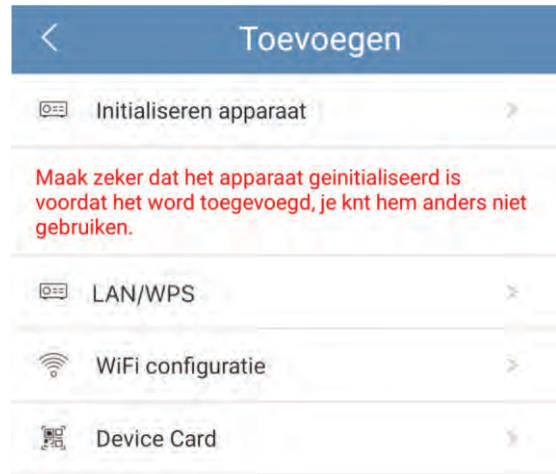 Toevoegen
Initialiseren apparaat
Maak zeker dat het apparaat geinitialiseerd is
voordat het word toegevoegd, je knt hem anders niet
gebruiken.
LAN/WPS
WiFi configuratie
Device Card